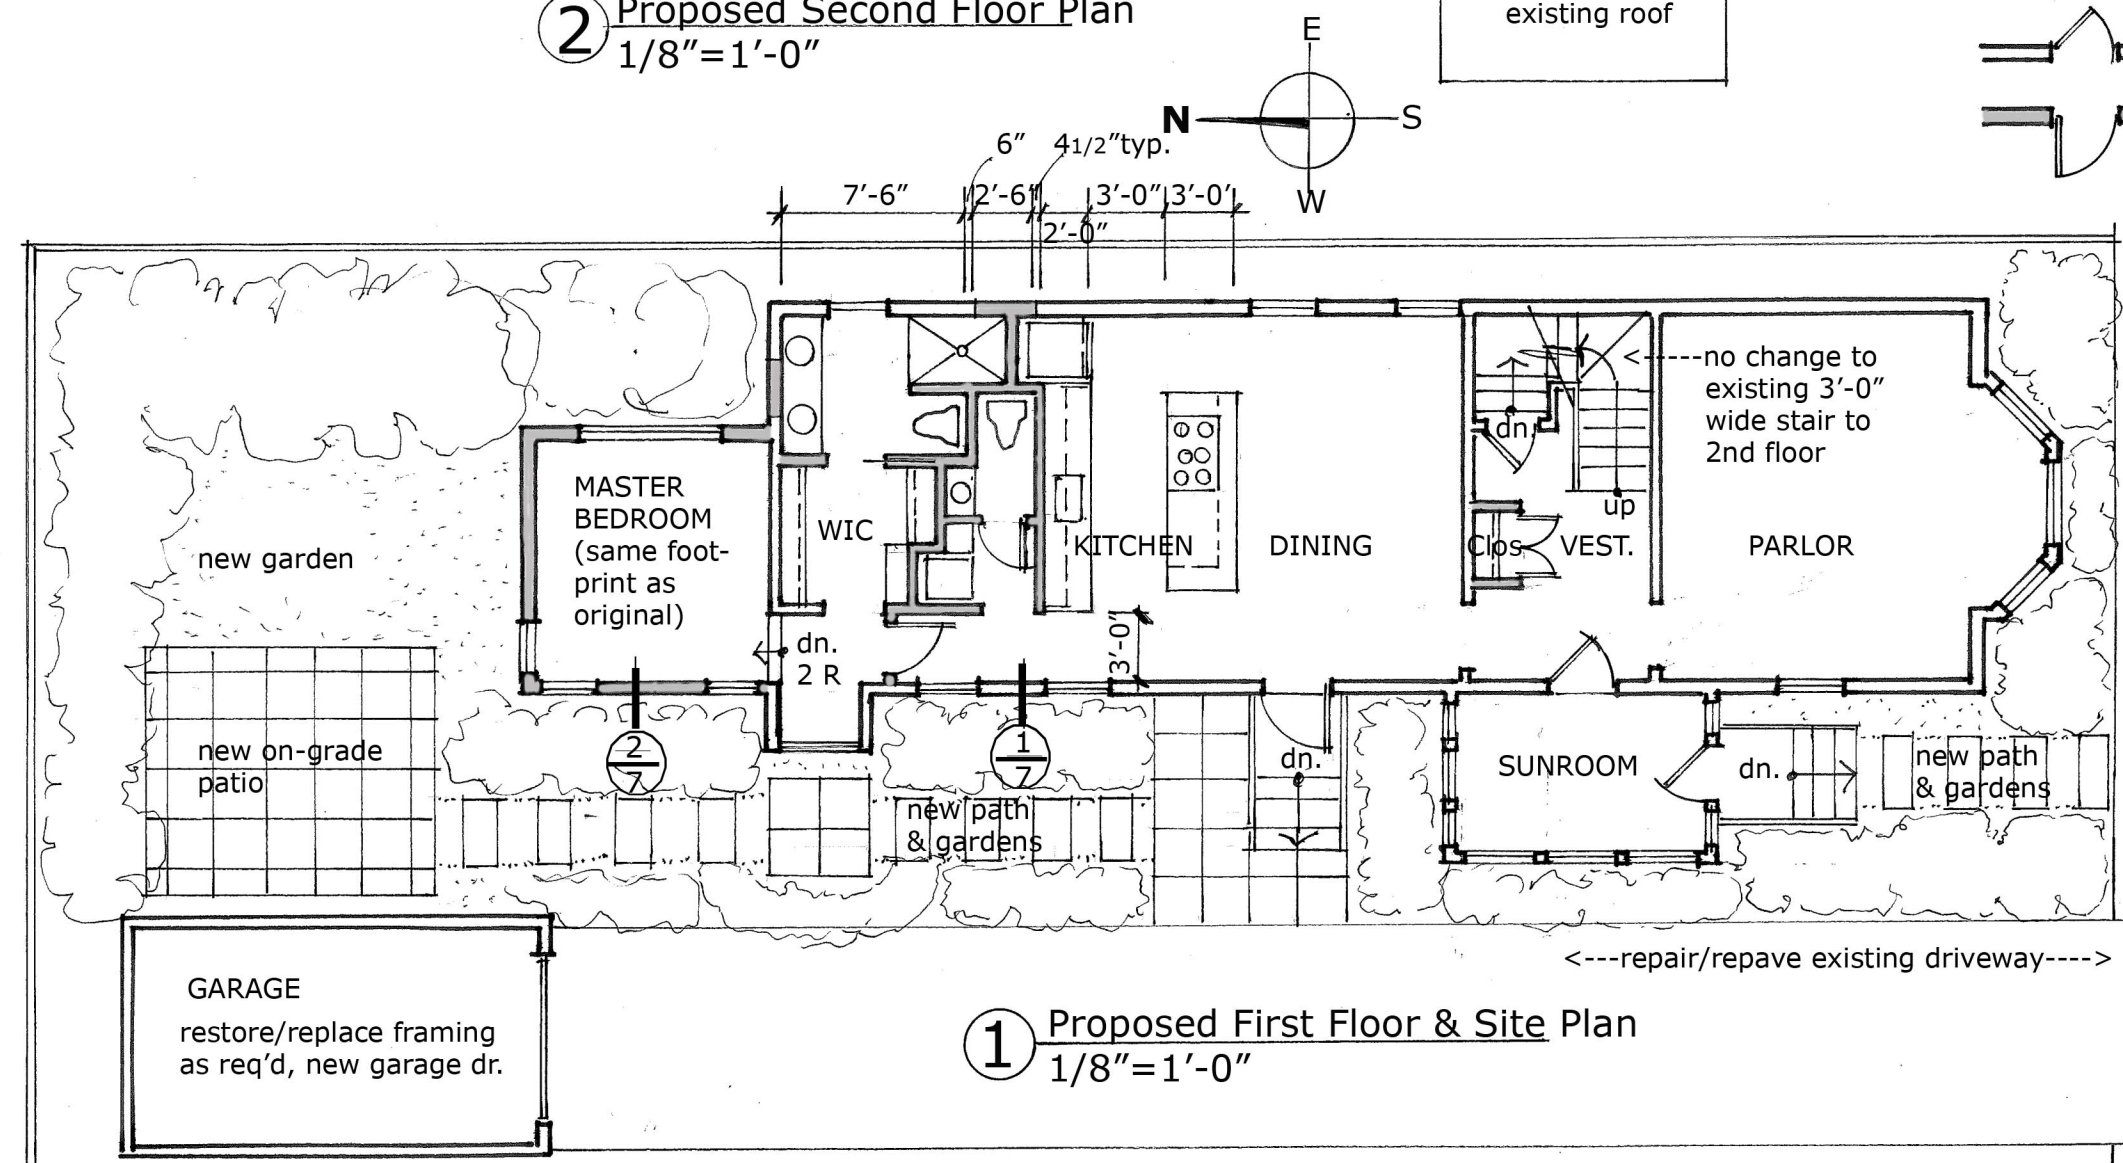 2 Proposed Second Floor Plan
1/8”=1’-0”
existing roof
E
N
S
W
6”
4 1/2”typ.
7’-6”
2’-6”
3’-0”
3’-0’
2’-0”
no change to
existing 3’-0”
wide stair to
2nd floor
MASTER
BEDROOM
(same foot-
print as
original)
WIC
KITCHEN
DINING
dn.
up
Clos.
VEST.
PARLOR
new garden
dn.
2 R
3’-0”
new on-grade
patio
2
7
1
7
new path
& gardens
dn.
SUNROOM
dn.
new path
& gardens
<---repair/repave existing driveway---->
GARAGE
restore/replace framing
as req’d, new garage dr.
1 Proposed First Floor & Site Plan
1/8”=1’-0”